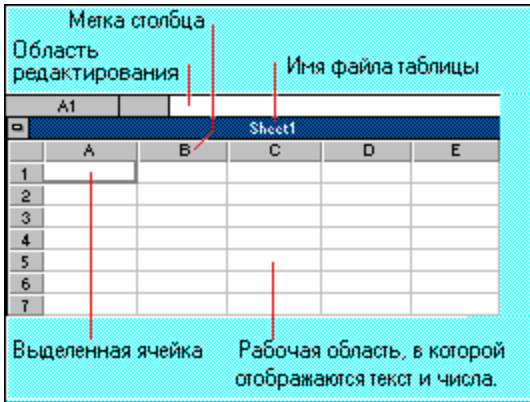 Метка столбца
Область
редактирования
Имя файла таблицы
A1
Sheet1
A B C D E
1
2
3
4
5
6
7
Выделенная ячейка
Рабочая область, в которой
отображаются текст и числа.